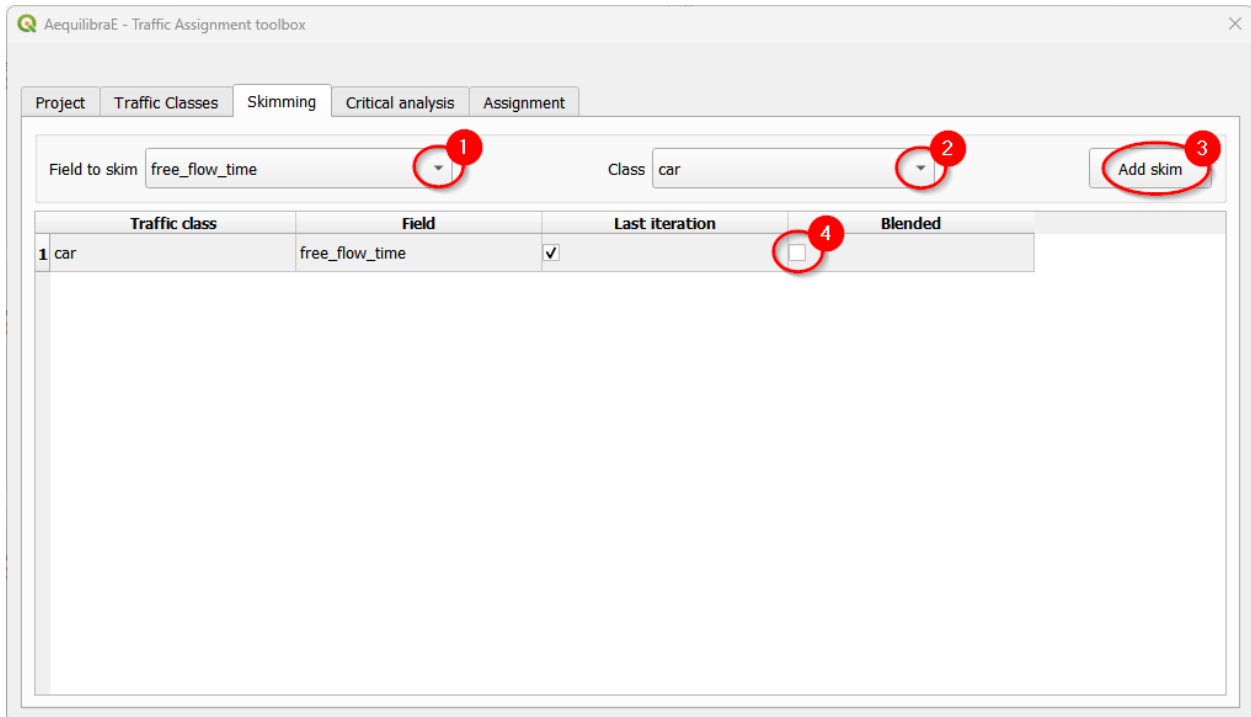 AequilibraE - Traffic Assignment toolbox
Project Traffic Classes Skimming Critical analysis Assignment
1 2 3
Field to skim free_flow_time Class car Add skim
Traffic class Field Last iteration Blended
4
1 car free_flow_time